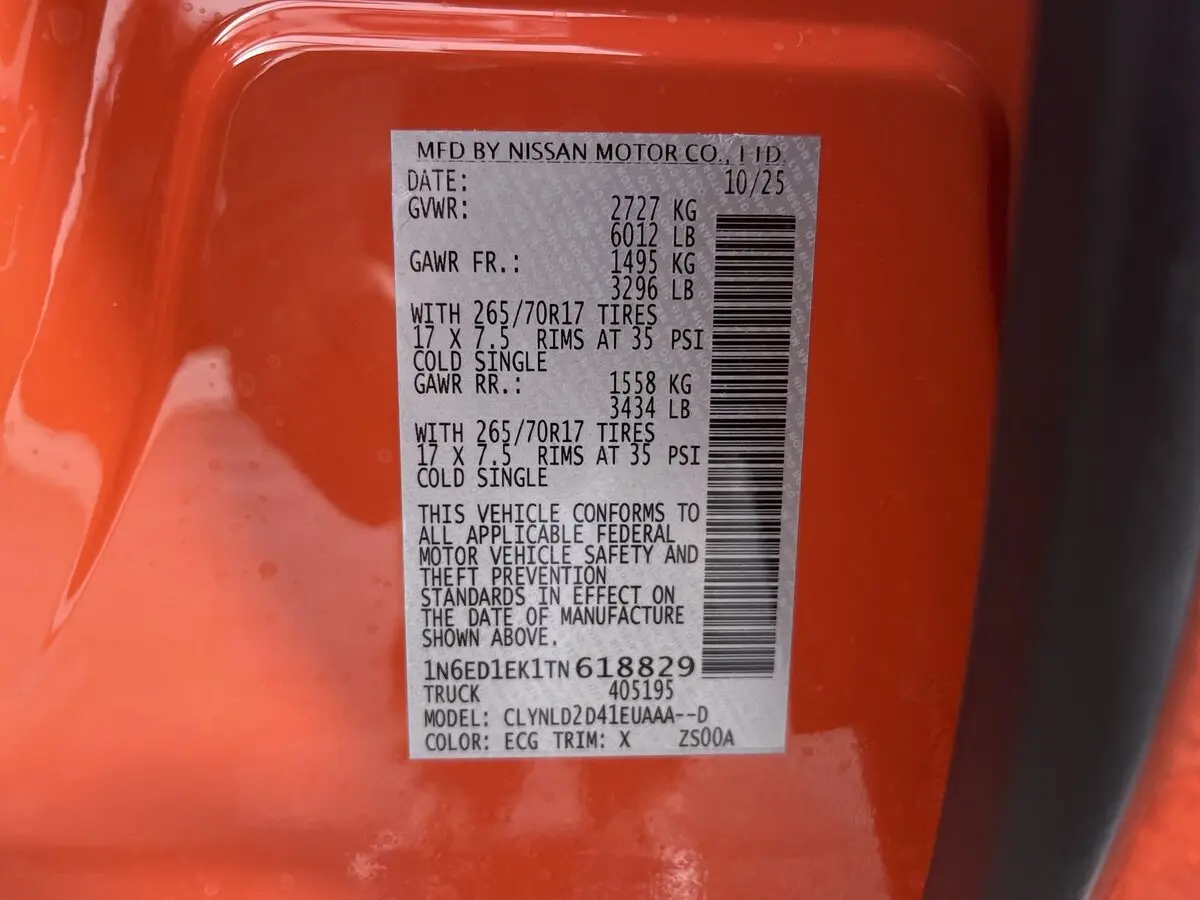 MFD BY NISSAN MOTOR CO., LTD.
DATE: 10/25
GVWR: 2727 KG
6012 LB
GAWR FR.: 1495 KG
3296 LB
WITH 265/70R17 TIRES
17 X 7.5 RIMS AT 35 PSI
COLD SINGLE
GAWR RR.: 1558 KG
3434 LB
WITH 265/70R17 TIRES
17 X 7.5 RIMS AT 35 PSI
COLD SINGLE
THIS VEHICLE CONFORMS TO
ALL APPLICABLE FEDERAL
MOTOR VEHICLE SAFETY AND
THEFT PREVENTION
STANDARDS IN EFFECT ON
THE DATE OF MANUFACTURE
SHOWN ABOVE.
1N6ED1EK1TN618829
TRUCK 405195
MODEL: CLYNLD2D41EUAAA--D
COLOR: ECG TRIM: X ZS00A